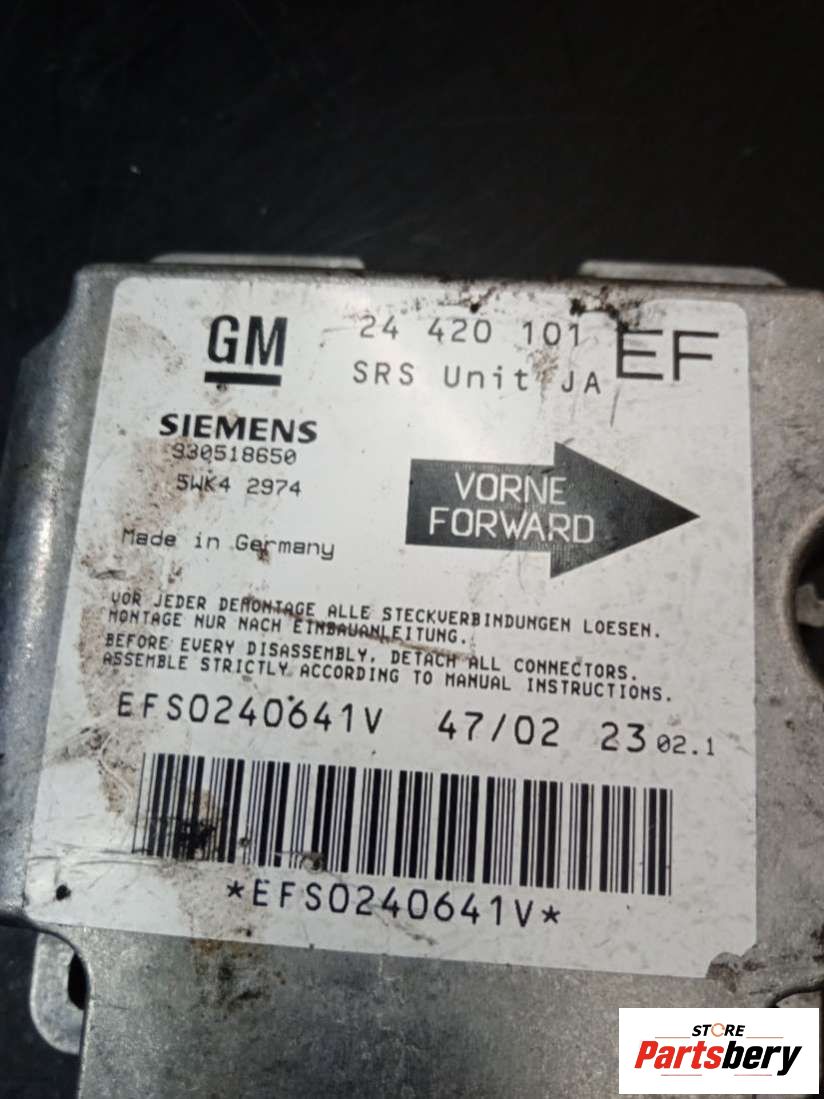 GM
24 420 101 EF
SRS Unit JA
SIEMENS
930518650
5WK4 2974
Made in Germany
VORNE
FORWARD
VOR JEDER DEMONTAGE ALLE STECKVERBINDUNGEN LOESEN.
MONTAGE NUR NACH EINBAUANLEITUNG.
BEFORE EVERY DISASSEMBLY, DETACH ALL CONNECTORS.
ASSEMBLE STRICTLY ACCORDING TO MANUAL INSTRUCTIONS.
EFS0240641V 47/02 23 02.1
*EFS0240641V*
STORE
Partsbery